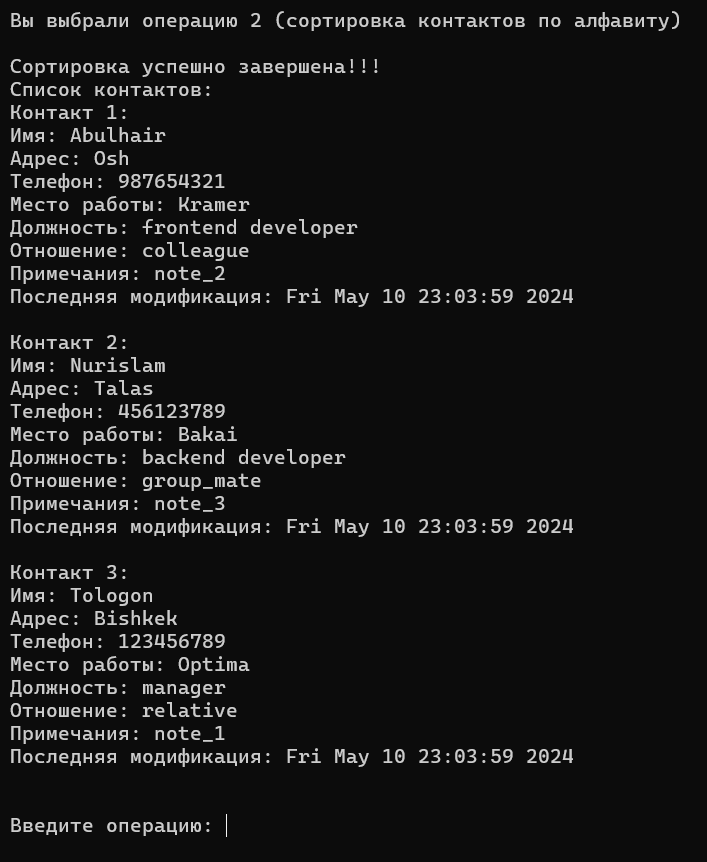 Вы выбрали операцию 2 (сортировка контактов по алфавиту)
Сортировка успешно завершена!!!
Список контактов:
Контакт 1:
Имя: Abulhair
Адрес: Osh
Телефон: 987654321
Место работы: Kramer
Должность: frontend developer
Отношение: colleague
Примечания: note_2
Последняя модификация: Fri May 10 23:03:59 2024
Контакт 2:
Имя: Nurislam
Адрес: Talas
Телефон: 456123789
Место работы: Bakai
Должность: backend developer
Отношение: group_mate
Примечания: note_3
Последняя модификация: Fri May 10 23:03:59 2024
Контакт 3:
Имя: Tologon
Адрес: Bishkek
Телефон: 123456789
Место работы: Optima
Должность: manager
Отношение: relative
Примечания: note_1
Последняя модификация: Fri May 10 23:03:59 2024
Введите операцию: